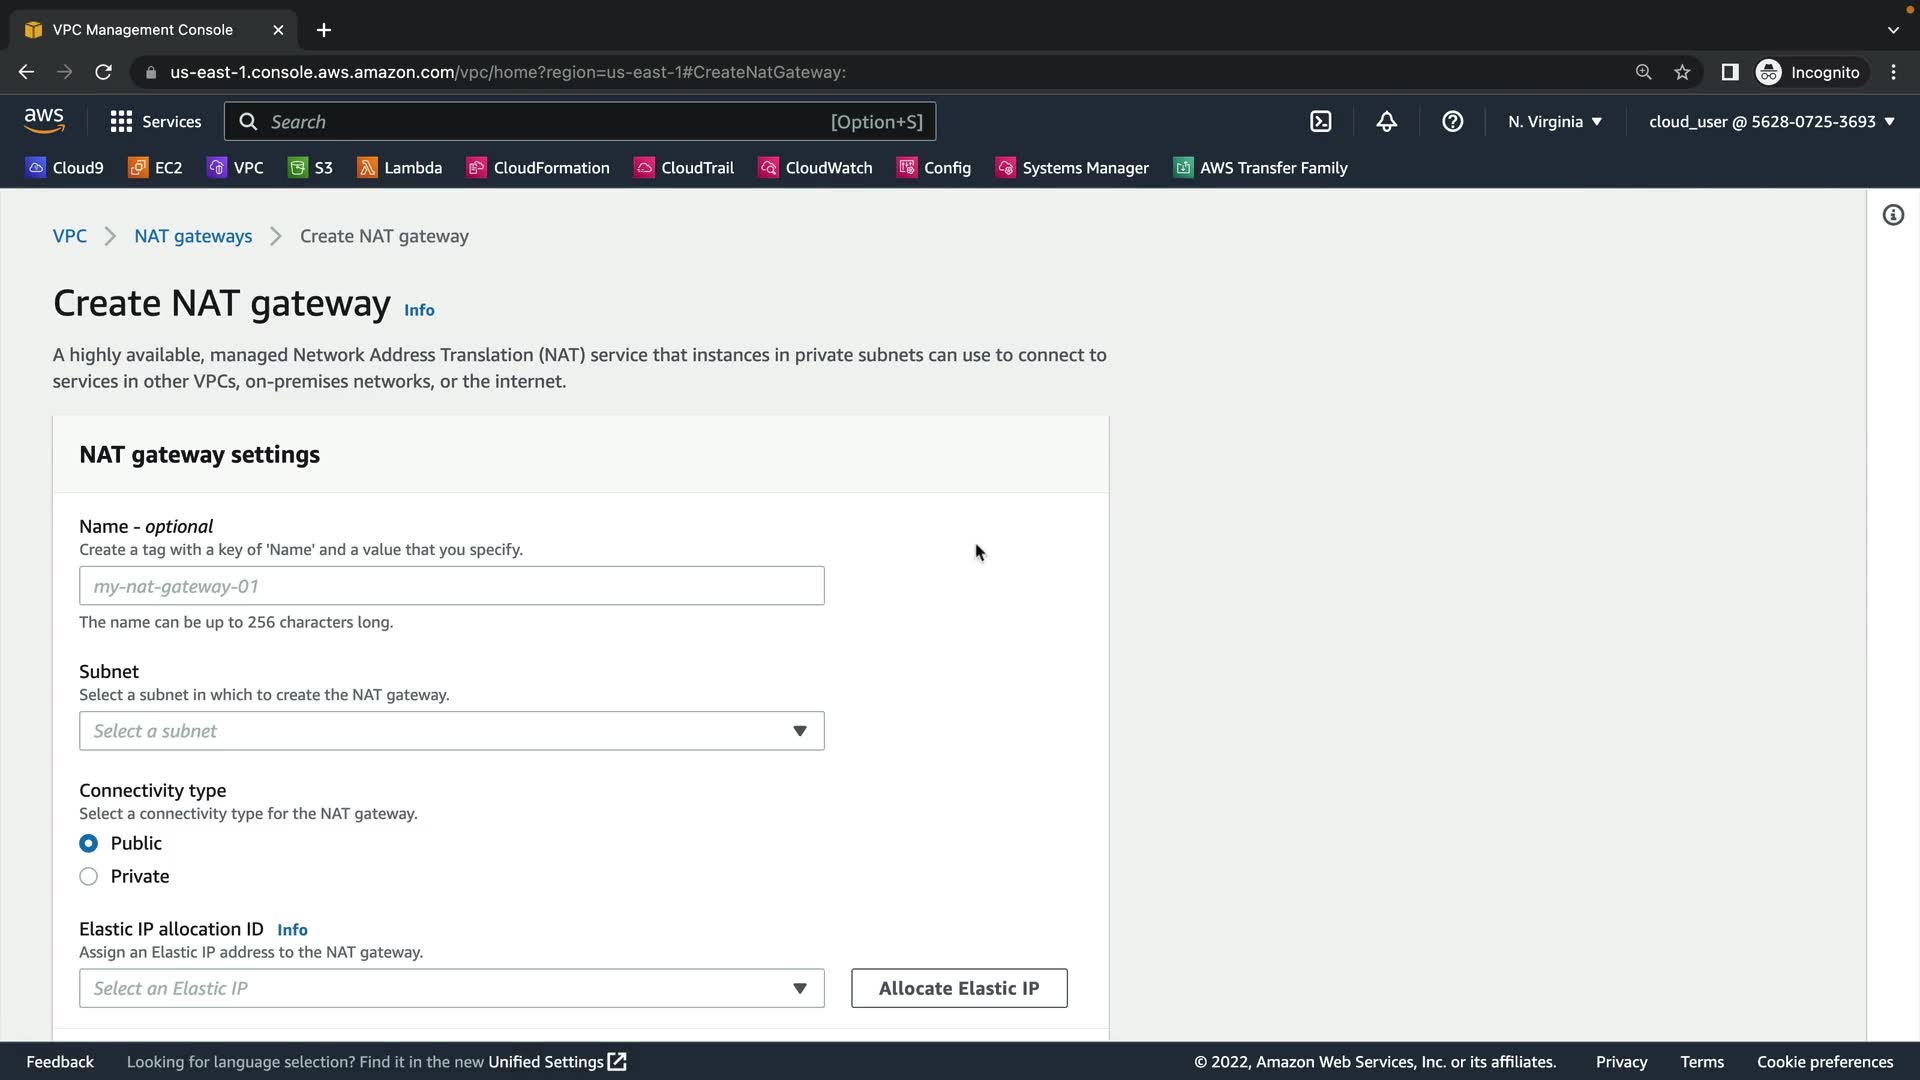 VPC Management Console
us-east-1.console.aws.amazon.com/vpc/home?region=us-east-1#CreateNatGateway:
Incognito
aws
Services
Search
[Option+S]
N. Virginia
cloud_user @ 5628-0725-3693
Cloud9
EC2
VPC
S3
Lambda
CloudFormation
CloudTrail
CloudWatch
Config
Systems Manager
AWS Transfer Family
VPC
NAT gateways
Create NAT gateway
Create NAT gateway Info
A highly available, managed Network Address Translation (NAT) service that instances in private subnets can use to connect to
services in other VPCs, on-premises networks, or the internet.
NAT gateway settings
Name - optional
Create a tag with a key of 'Name' and a value that you specify.
my-nat-gateway-01
The name can be up to 256 characters long.
Subnet
Select a subnet in which to create the NAT gateway.
Select a subnet
Connectivity type
Select a connectivity type for the NAT gateway.
Public
Private
Elastic IP allocation ID Info
Assign an Elastic IP address to the NAT gateway.
Select an Elastic IP
Allocate Elastic IP
Feedback
Looking for language selection? Find it in the new Unified Settings
© 2022, Amazon Web Services, Inc. or its affiliates.
Privacy
Terms
Cookie preferences